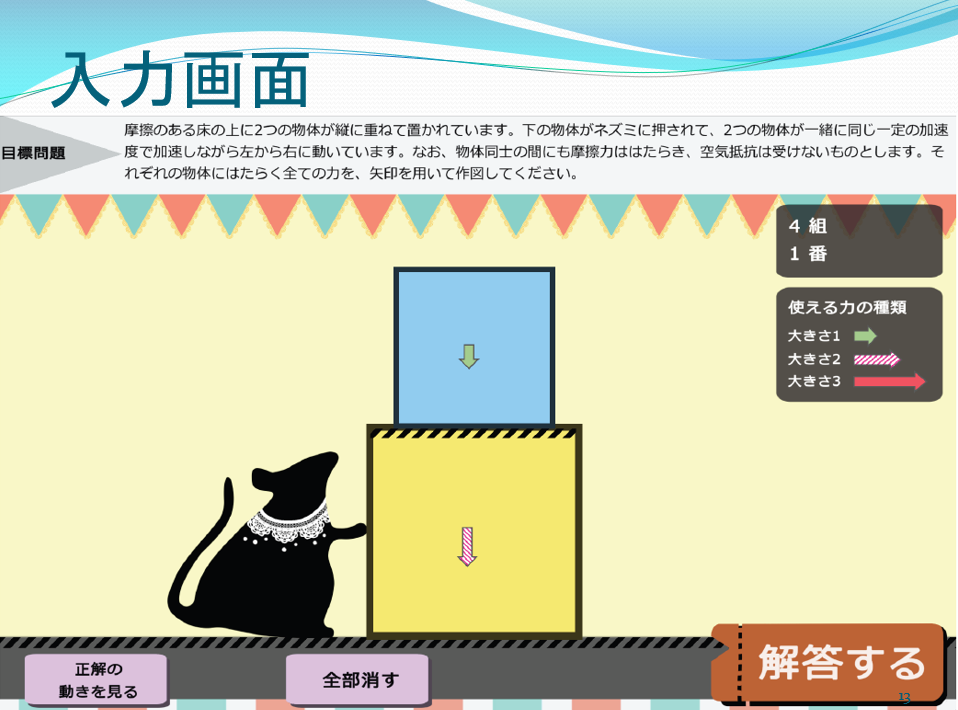 入力画面
目標問題
摩擦のある床の上に2つの物体が縦に重ねて置かれています。下の物体がネズミに押されて、2つの物体が一緒に同じ一定の加速
度で加速しながら左から右に動いています。なお、物体同士の間にも摩擦力ははたらき、空気抵抗は受けないものとします。そ
れぞれの物体にはたらく全ての力を、矢印を用いて作図してください。
4 組
1 番
使える力の種類
大きさ1
大きさ2
大きさ3
正解の
動きを見る
全部消す
解答する
13